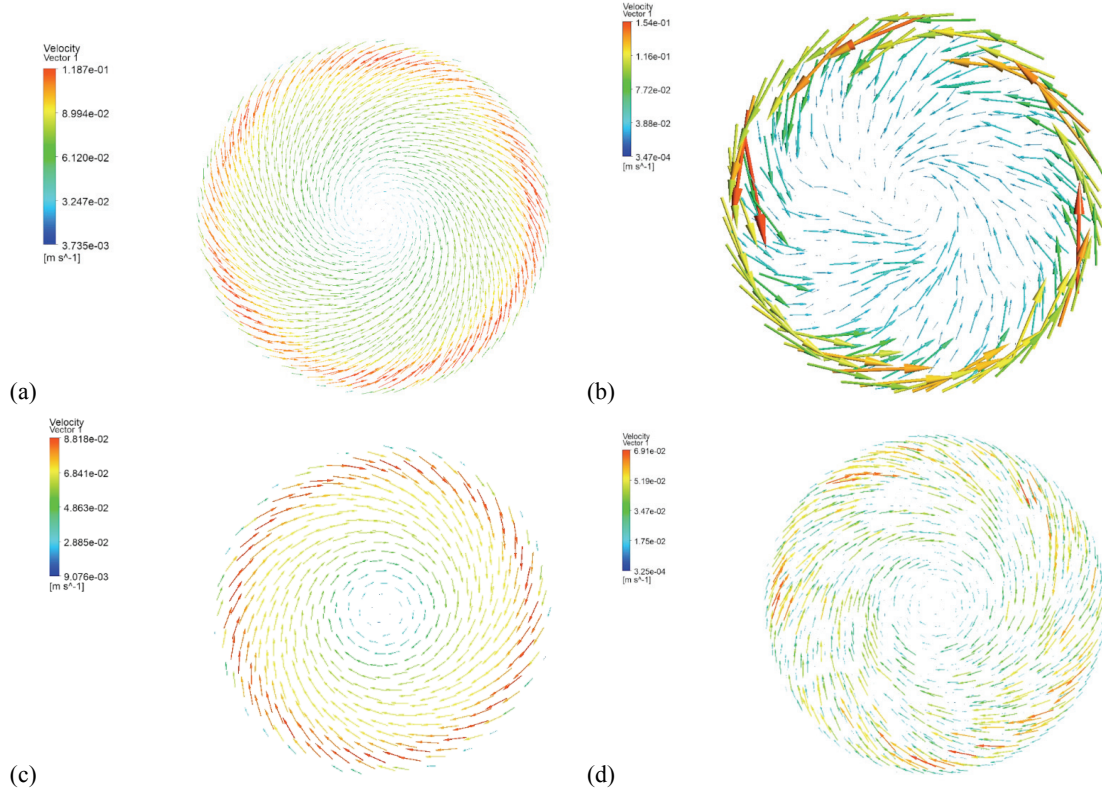 Velocity
Vector 1
1.187e-01
8.994e-02
6.120e-02
3.247e-02
3.735e-03
[m s^-1]
(a)
Velocity
Vector 1
1.54e-01
1.16e-01
7.72e-02
3.88e-02
3.47e-04
[m s^-1]
(b)
Velocity
Vector 1
8.818e-02
6.841e-02
4.863e-02
2.885e-02
9.076e-03
[m s^-1]
(c)
Velocity
Vector 1
6.91e-02
5.19e-02
3.47e-02
1.75e-02
3.25e-04
[m s^-1]
(d)